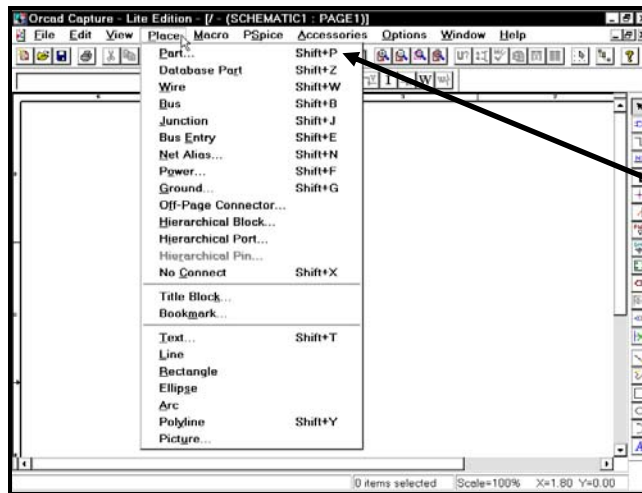 Orcad Capture - Lite Edition - [/ - (SCHEMATIC1 : PAGE1)]
File Edit View Place Macro PSpice Accessories Options Window Help
Part... Shift+P
Database Part Shift+Z
Wire Shift+W
Bus Shift+B
Junction Shift+J
Bus Entry Shift+E
Net Alias... Shift+N
Power... Shift+F
Ground... Shift+G
Off-Page Connector...
Hierarchical Block...
Hierarchical Port...
Hierarchical Pin...
No Connect Shift+X
Title Block...
Bookmark...
Text... Shift+T
Line
Rectangle
Ellipse
Arc
Polyline Shift+Y
Picture...
0 items selected Scale=100% X=1.80 Y=0.00